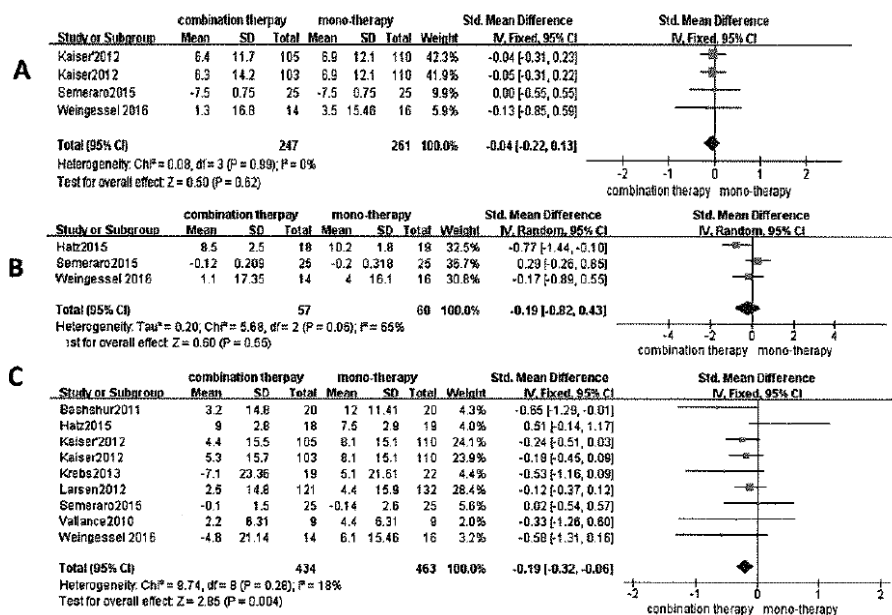 A
combination therpay mono-therapy Std. Mean Difference Std. Mean Difference
Study or Subgroup Mean SD Total Mean SD Total Weight IV, Fixed, 95% CI IV, Fixed, 95% CI
Kaiser2012 6.4 11.7 105 6.9 12.1 110 42.3% -0.04 [-0.31, 0.23]
Kaiser2012 6.3 14.2 103 6.9 12.1 110 41.9% -0.05 [-0.31, 0.22]
Semeraro2015 -7.5 0.75 25 -7.5 0.75 25 9.9% 0.00 [-0.55, 0.55]
Weingessel 2016 1.3 16.8 14 3.5 15.46 16 5.9% -0.13 [-0.85, 0.59]
Total (95% CI) 247 261 100.0% -0.04 [-0.22, 0.13]
Heterogeneity: Chi² = 0.08, df = 3 (P = 0.99); I² = 0%
Test for overall effect: Z = 0.50 (P = 0.62)
-2 -1 0 1 2
combination therapy mono-therapy
B
combination therpay mono-therapy Std. Mean Difference Std. Mean Difference
Study or Subgroup Mean SD Total Mean SD Total Weight IV, Random, 95% CI IV, Random, 95% CI
Hatz2015 8.5 2.5 18 10.2 1.8 19 32.5% -0.77 [-1.44, -0.10]
Semeraro2015 -0.12 0.209 25 -0.2 0.318 25 36.7% 0.29 [-0.26, 0.85]
Weingessel 2016 1.1 17.35 14 4 16.1 16 30.8% -0.17 [-0.89, 0.55]
Total (95% CI) 57 60 100.0% -0.19 [-0.82, 0.43]
Heterogeneity: Tau² = 0.20; Chi² = 5.68, df = 2 (P = 0.06); I² = 65%
est for overall effect: Z = 0.60 (P = 0.55)
-4 -2 0 2 4
combination therapy mono-therapy
C
combination therpay mono-therapy Std. Mean Difference Std. Mean Difference
Study or Subgroup Mean SD Total Mean SD Total Weight IV, Fixed, 95% CI IV, Fixed, 95% CI
Bashshur2011 3.2 14.8 20 12 11.41 20 4.3% -0.65 [-1.29, -0.01]
Hatz2015 9 2.8 18 7.5 2.9 19 4.0% 0.51 [-0.14, 1.17]
Kaiser2012 4.4 15.5 105 8.1 15.1 110 24.1% -0.24 [-0.51, 0.03]
Kaiser2012 5.3 15.7 103 8.1 15.1 110 23.9% -0.18 [-0.45, 0.09]
Krebs2013 -7.1 23.36 19 5.1 21.61 22 4.4% -0.53 [-1.16, 0.09]
Larsen2012 2.5 14.8 121 4.4 15.9 132 28.4% -0.12 [-0.37, 0.12]
Semeraro2015 -0.1 1.5 25 -0.14 2.6 25 5.6% 0.02 [-0.54, 0.57]
Vallance2010 2.2 6.31 9 4.4 6.31 9 2.0% -0.33 [-1.26, 0.60]
Weingessel 2016 -4.8 21.14 14 6.1 15.46 16 3.2% -0.58 [-1.31, 0.16]
Total (95% CI) 434 463 100.0% -0.19 [-0.32, -0.06]
Heterogeneity: Chi² = 9.74, df = 8 (P = 0.28); I² = 18%
Test for overall effect: Z = 2.85 (P = 0.004)
-2 -1 0 1 2
combination therapy mono-therapy